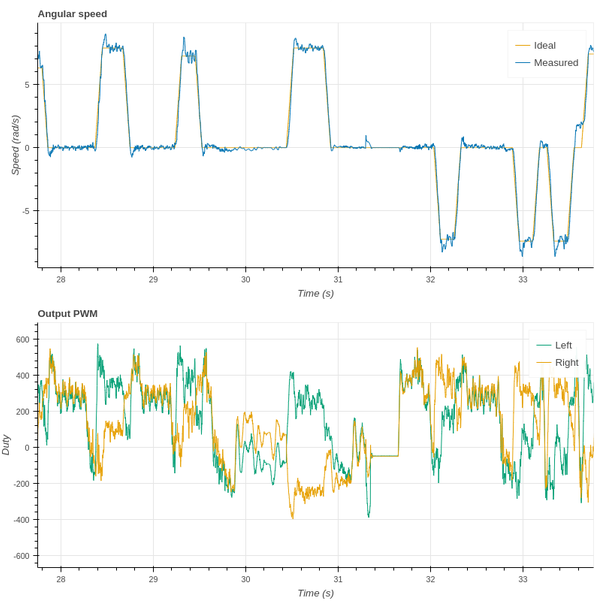 Angular speed
Speed (rad/s)
5
0
-5
Ideal
Measured
28
29
30
31
32
33
Time (s)
Output PWM
Duty
600
400
200
0
-200
-400
-600
Left
Right
28
29
30
31
32
33
Time (s)